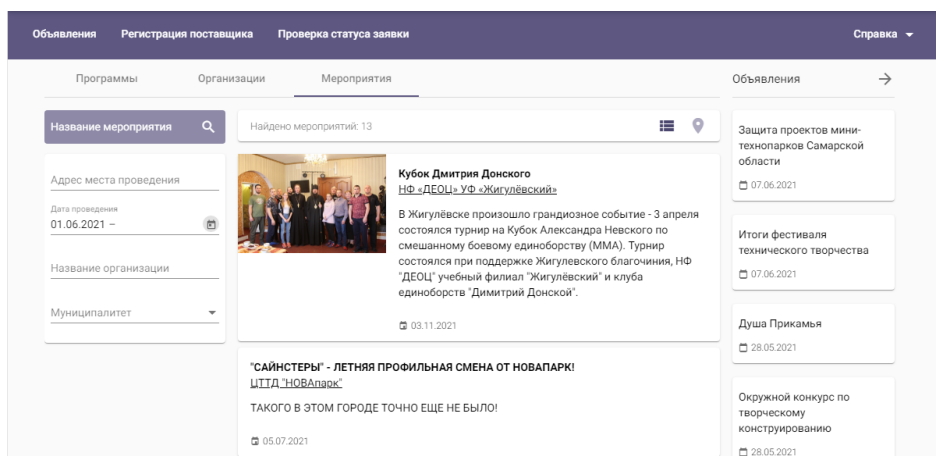 Объявления Регистрация поставщика Проверка статуса заявки Справка
Программы Организации Мероприятия
Название мероприятия
Адрес места проведения
Дата проведения
01.06.2021 –
Название организации
Муниципалитет
Найдено мероприятий: 13
Кубок Дмитрия Донского
НФ «ДЕОЦ» УФ «Жигулёвский»
В Жигулёвске произошло грандиозное событие - 3 апреля
состоялся турнир на Кубок Александра Невского по
смешанному боевому единоборству (ММА). Турнир
состоялся при поддержке Жигулевского благочиния, НФ
"ДЕОЦ" учебный филиал "Жигулёвский" и клуба
единоборств "Димитрий Донской".
03.11.2021
"САЙНСТЕРЫ" - ЛЕТНЯЯ ПРОФИЛЬНАЯ СМЕНА ОТ НОВАПАРК!
ЦТТД "НОВАпарк"
ТАКОГО В ЭТОМ ГОРОДЕ ТОЧНО ЕЩЕ НЕ БЫЛО!
05.07.2021
Объявления
Защита проектов мини-
технопарков Самарской
области
07.06.2021
Итоги фестиваля
технического творчества
07.06.2021
Душа Прикамья
28.05.2021
Окружной конкурс по
творческому
конструированию
28.05.2021